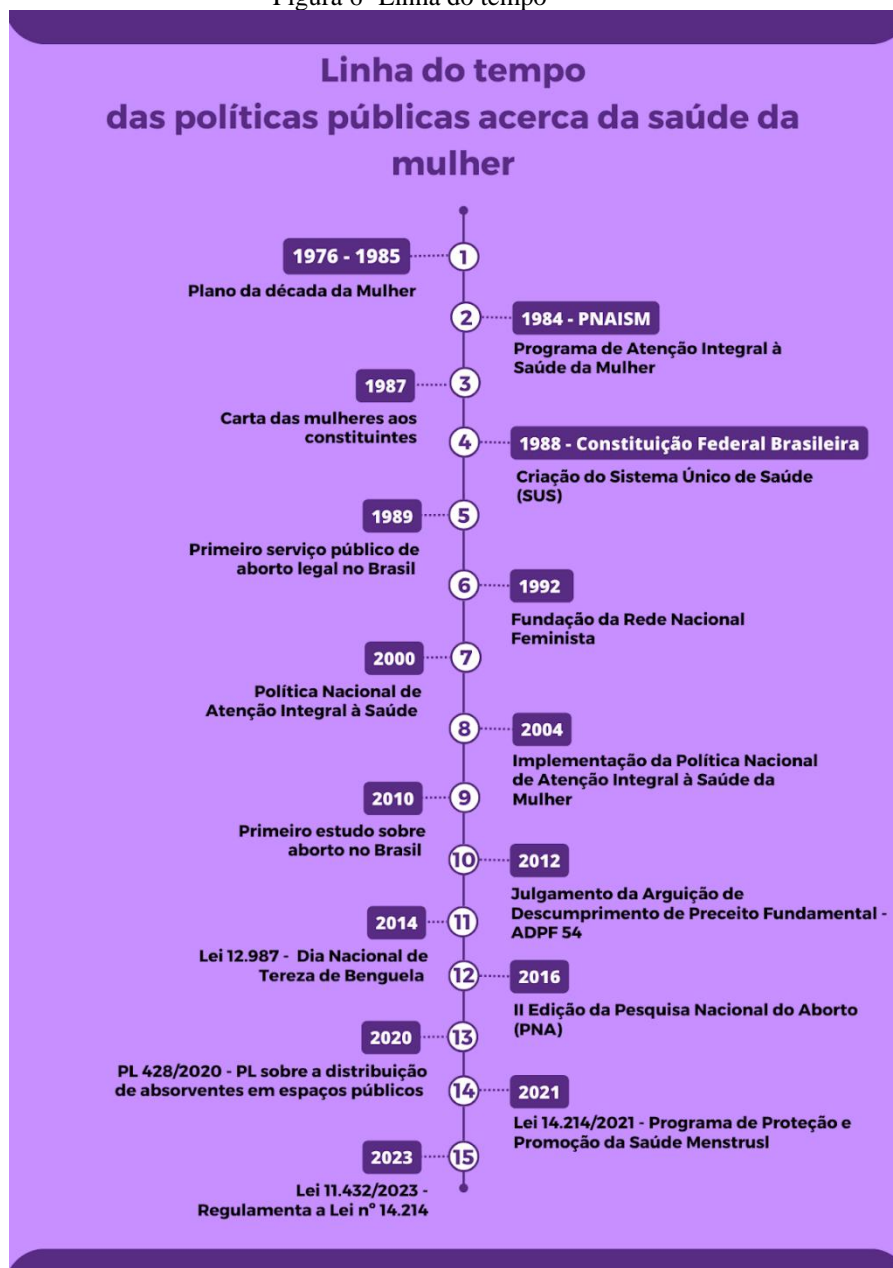 Figura 6- Linha do tempo
Linha do tempo
das políticas públicas acerca da saúde da
mulher
1976 - 1985
1
Plano da década da Mulher
2
1984 - PNAISM
Programa de Atenção Integral à
Saúde da Mulher
1987
3
Carta das mulheres aos
constituintes
4
1988 - Constituição Federal Brasileira
Criação do Sistema Único de Saúde
(SUS)
1989
5
Primeiro serviço público de
aborto legal no Brasil
6
1992
Fundação da Rede Nacional
Feminista
2000
7
Política Nacional de
Atenção Integral à Saúde
8
2004
Implementação da Política Nacional
de Atenção Integral à Saúde da
Mulher
2010
9
Primeiro estudo sobre
aborto no Brasil
10
2012
Julgamento da Arguição de
Descumprimento de Preceito Fundamental -
ADPF 54
2014
11
Lei 12.987 - Dia Nacional de
Tereza de Benguela
12
2016
II Edição da Pesquisa Nacional do Aborto
(PNA)
2020
13
PL 428/2020 - PL sobre a distribuição
de absorventes em espaços públicos
14
2021
Lei 14.214/2021 - Programa de Proteção e
Promoção da Saúde Menstrusl
2023
15
Lei 11.432/2023 -
Regulamenta a Lei nº 14.214